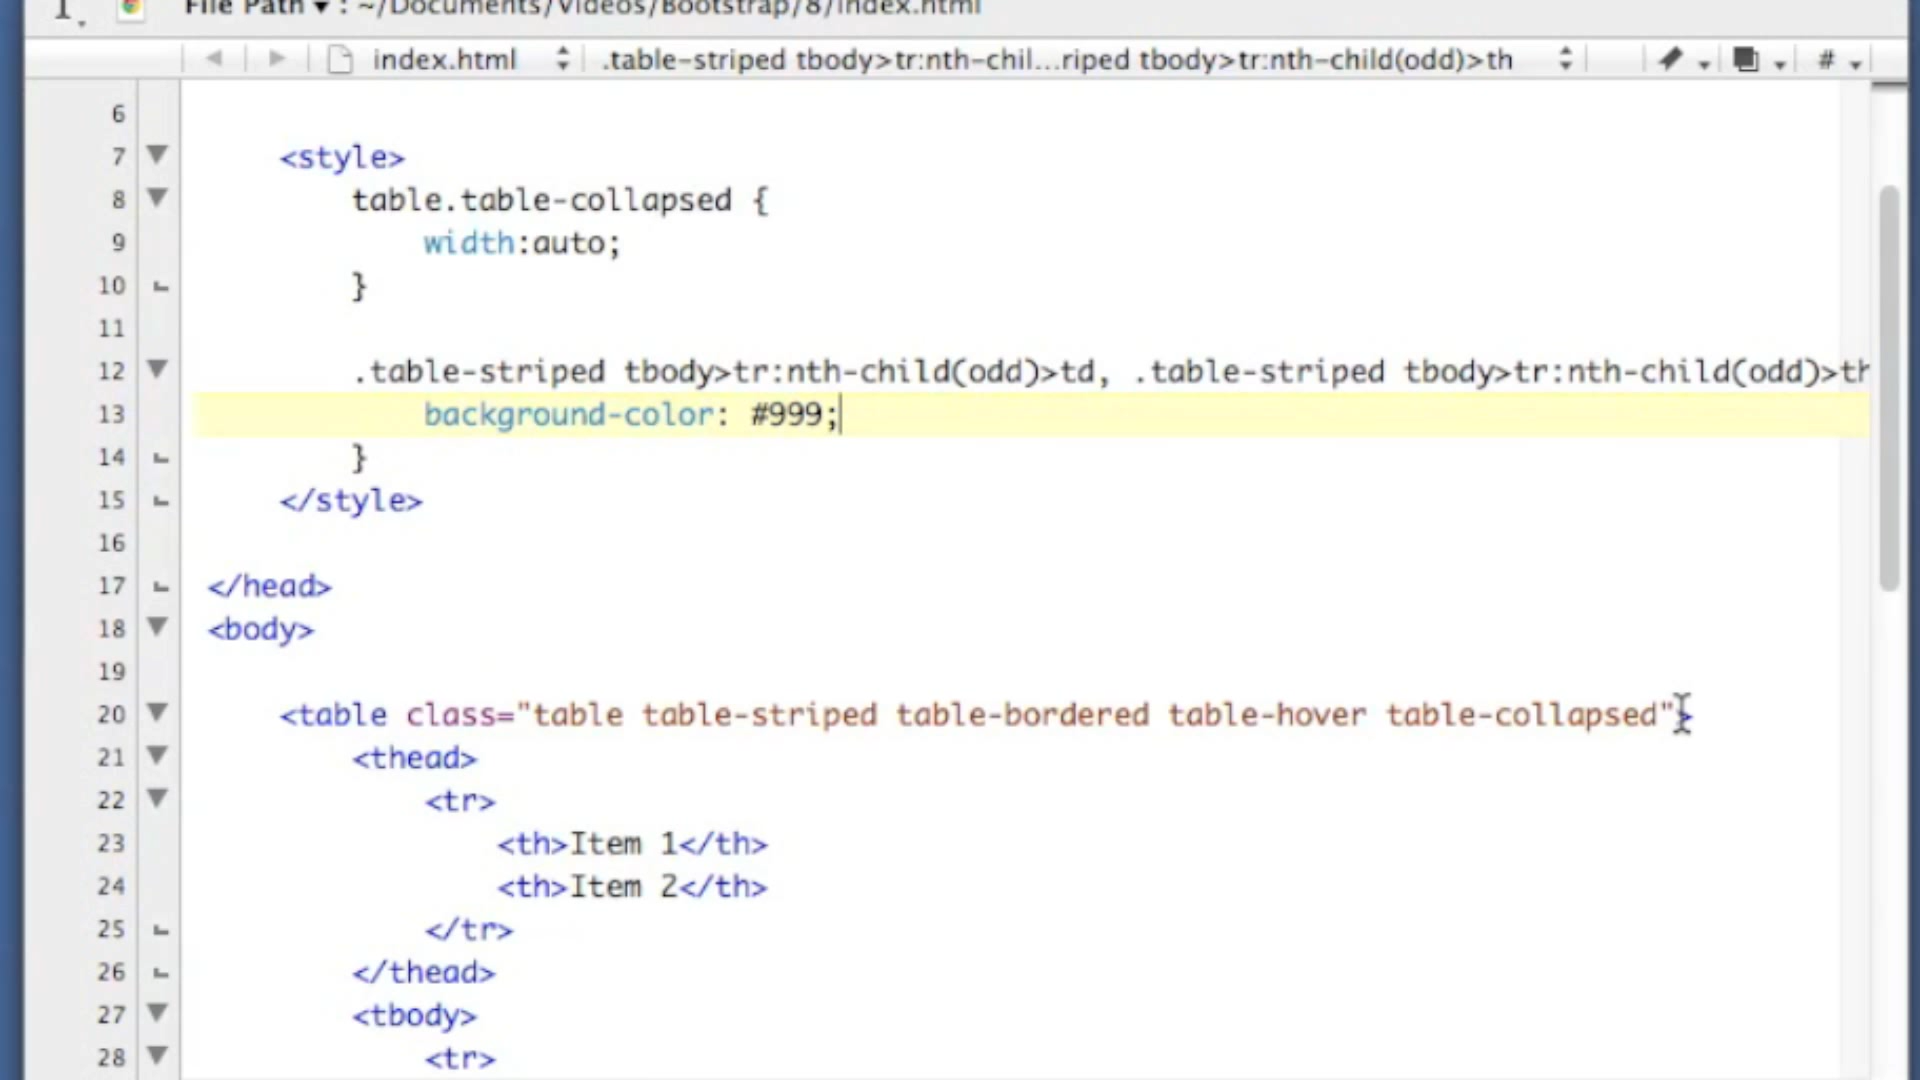 File Path ▾ : ~/Documents/Videos/Bootstrap/8/index.html
index.html .table-striped tbody>tr:nth-chil...riped tbody>tr:nth-child(odd)>th #
6
7 <style>
8 table.table-collapsed {
9 width:auto;
10 }
11
12 .table-striped tbody>tr:nth-child(odd)>td, .table-striped tbody>tr:nth-child(odd)>th
13 background-color: #999;
14 }
15 </style>
16
17 </head>
18 <body>
19
20 <table class="table table-striped table-bordered table-hover table-collapsed">
21 <thead>
22 <tr>
23 <th>Item 1</th>
24 <th>Item 2</th>
25 </tr>
26 </thead>
27 <tbody>
28 <tr>